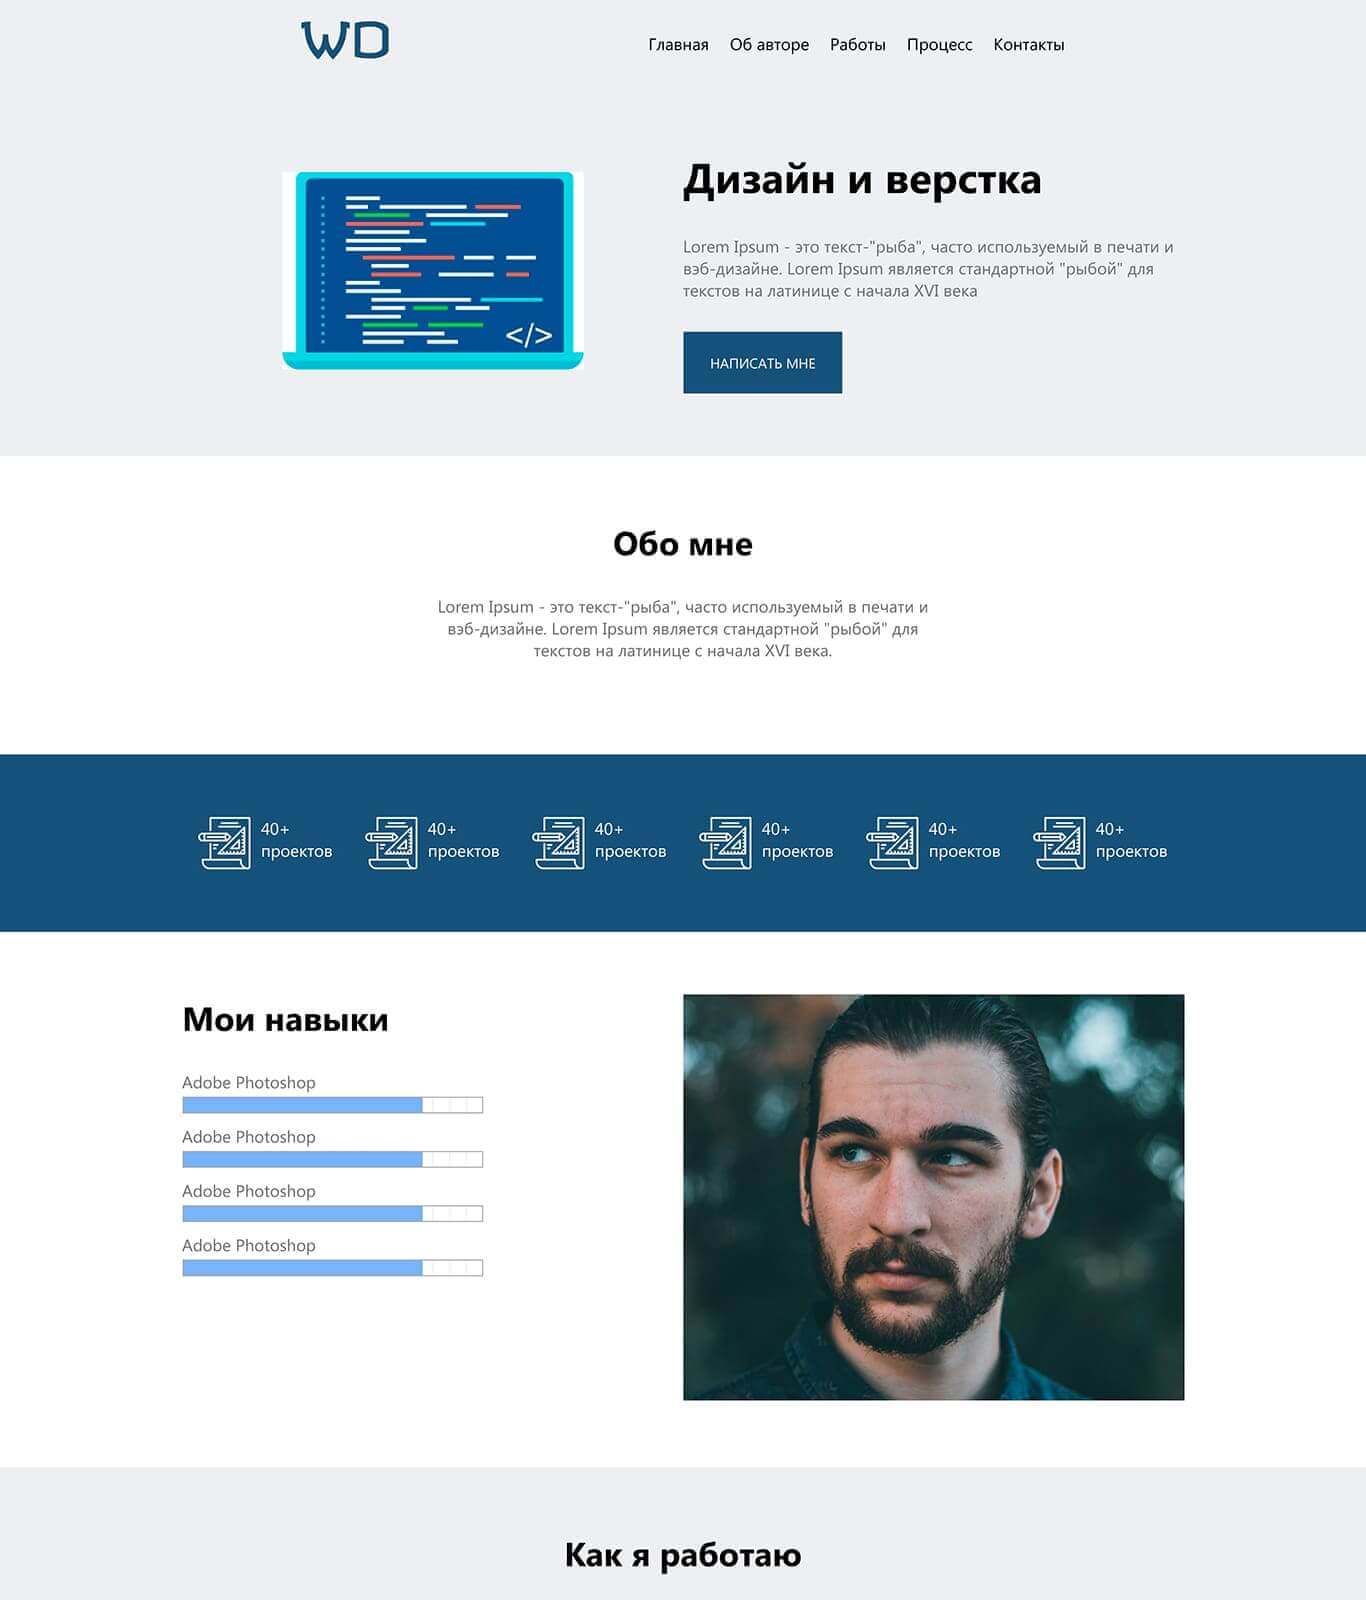 WD
Главная Об авторе Работы Процесс Контакты
Дизайн и верстка
Lorem Ipsum - это текст-"рыба", часто используемый в печати и
вэб-дизайне. Lorem Ipsum является стандартной "рыбой" для
текстов на латинице с начала XVI века
НАПИСАТЬ МНЕ
</>
Обо мне
Lorem Ipsum - это текст-"рыба", часто используемый в печати и
вэб-дизайне. Lorem Ipsum является стандартной "рыбой" для
текстов на латинице с начала XVI века.
40+
проектов
40+
проектов
40+
проектов
40+
проектов
40+
проектов
40+
проектов
Мои навыки
Adobe Photoshop
Adobe Photoshop
Adobe Photoshop
Adobe Photoshop
Как я работаю